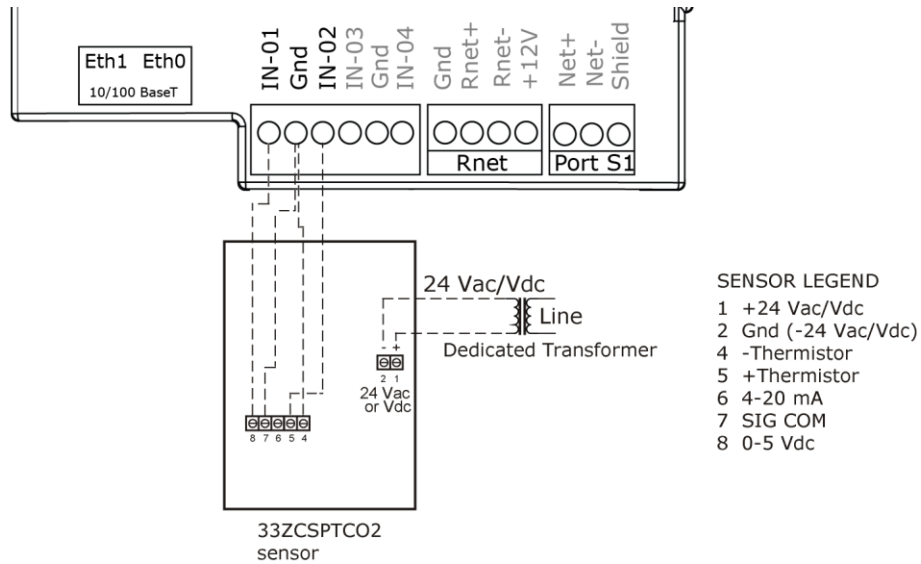 Eth1 Eth0
10/100 BaseT
IN-01
Gnd
IN-02
IN-03
Gnd
IN-04
Gnd
Rnet+
Rnet-
+12V
Net+
Net-
Shield
Rnet
Port S1
24 Vac/Vdc
Line
Dedicated Transformer
- +
2 1
24 Vac
or Vdc
8 7 6 5 4
33ZCSPTCO2
sensor
SENSOR LEGEND
1 +24 Vac/Vdc
2 Gnd (-24 Vac/Vdc)
4 -Thermistor
5 +Thermistor
6 4-20 mA
7 SIG COM
8 0-5 Vdc